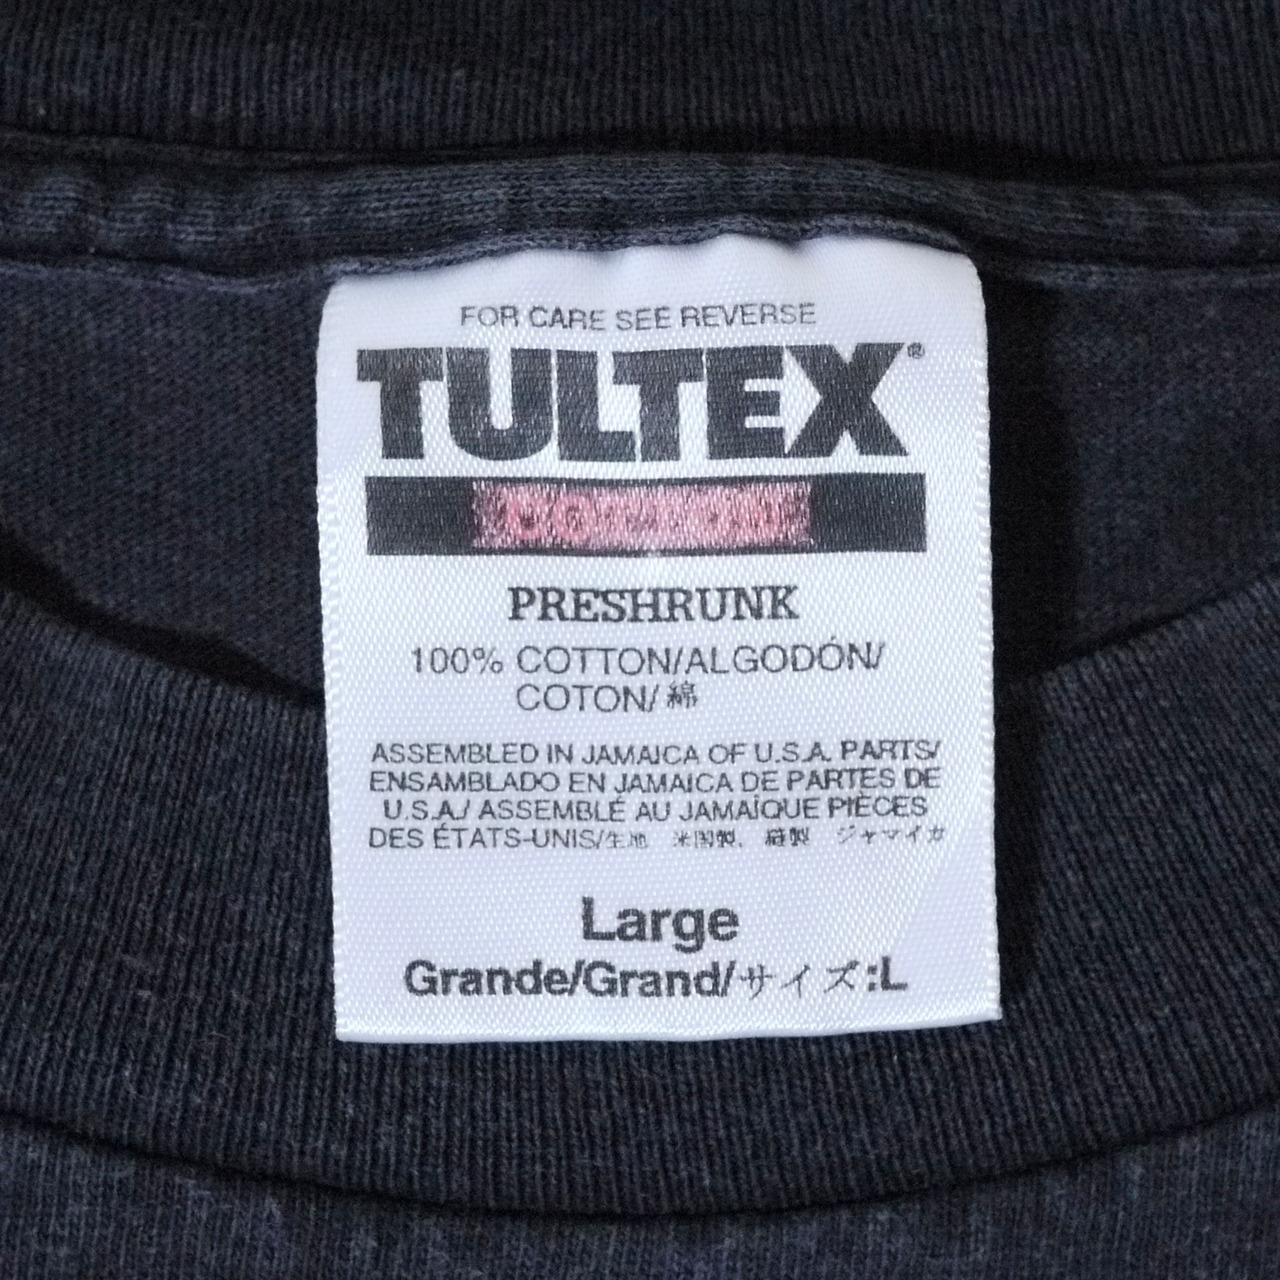 FOR CARE SEE REVERSE
TULTEX®
PRESHRUNK
100% COTTON/ALGODÓN/
COTON/綿
ASSEMBLED IN JAMAICA OF U.S.A. PARTS/
ENSAMBLADO EN JAMAICA DE PARTES DE
U.S.A./ ASSEMBLÉ AU JAMAÏQUE PIÈCES
DES ÉTATS-UNIS/生地 米国製、縫製 ジャマイカ
Large
Grande/Grand/サイズ:L